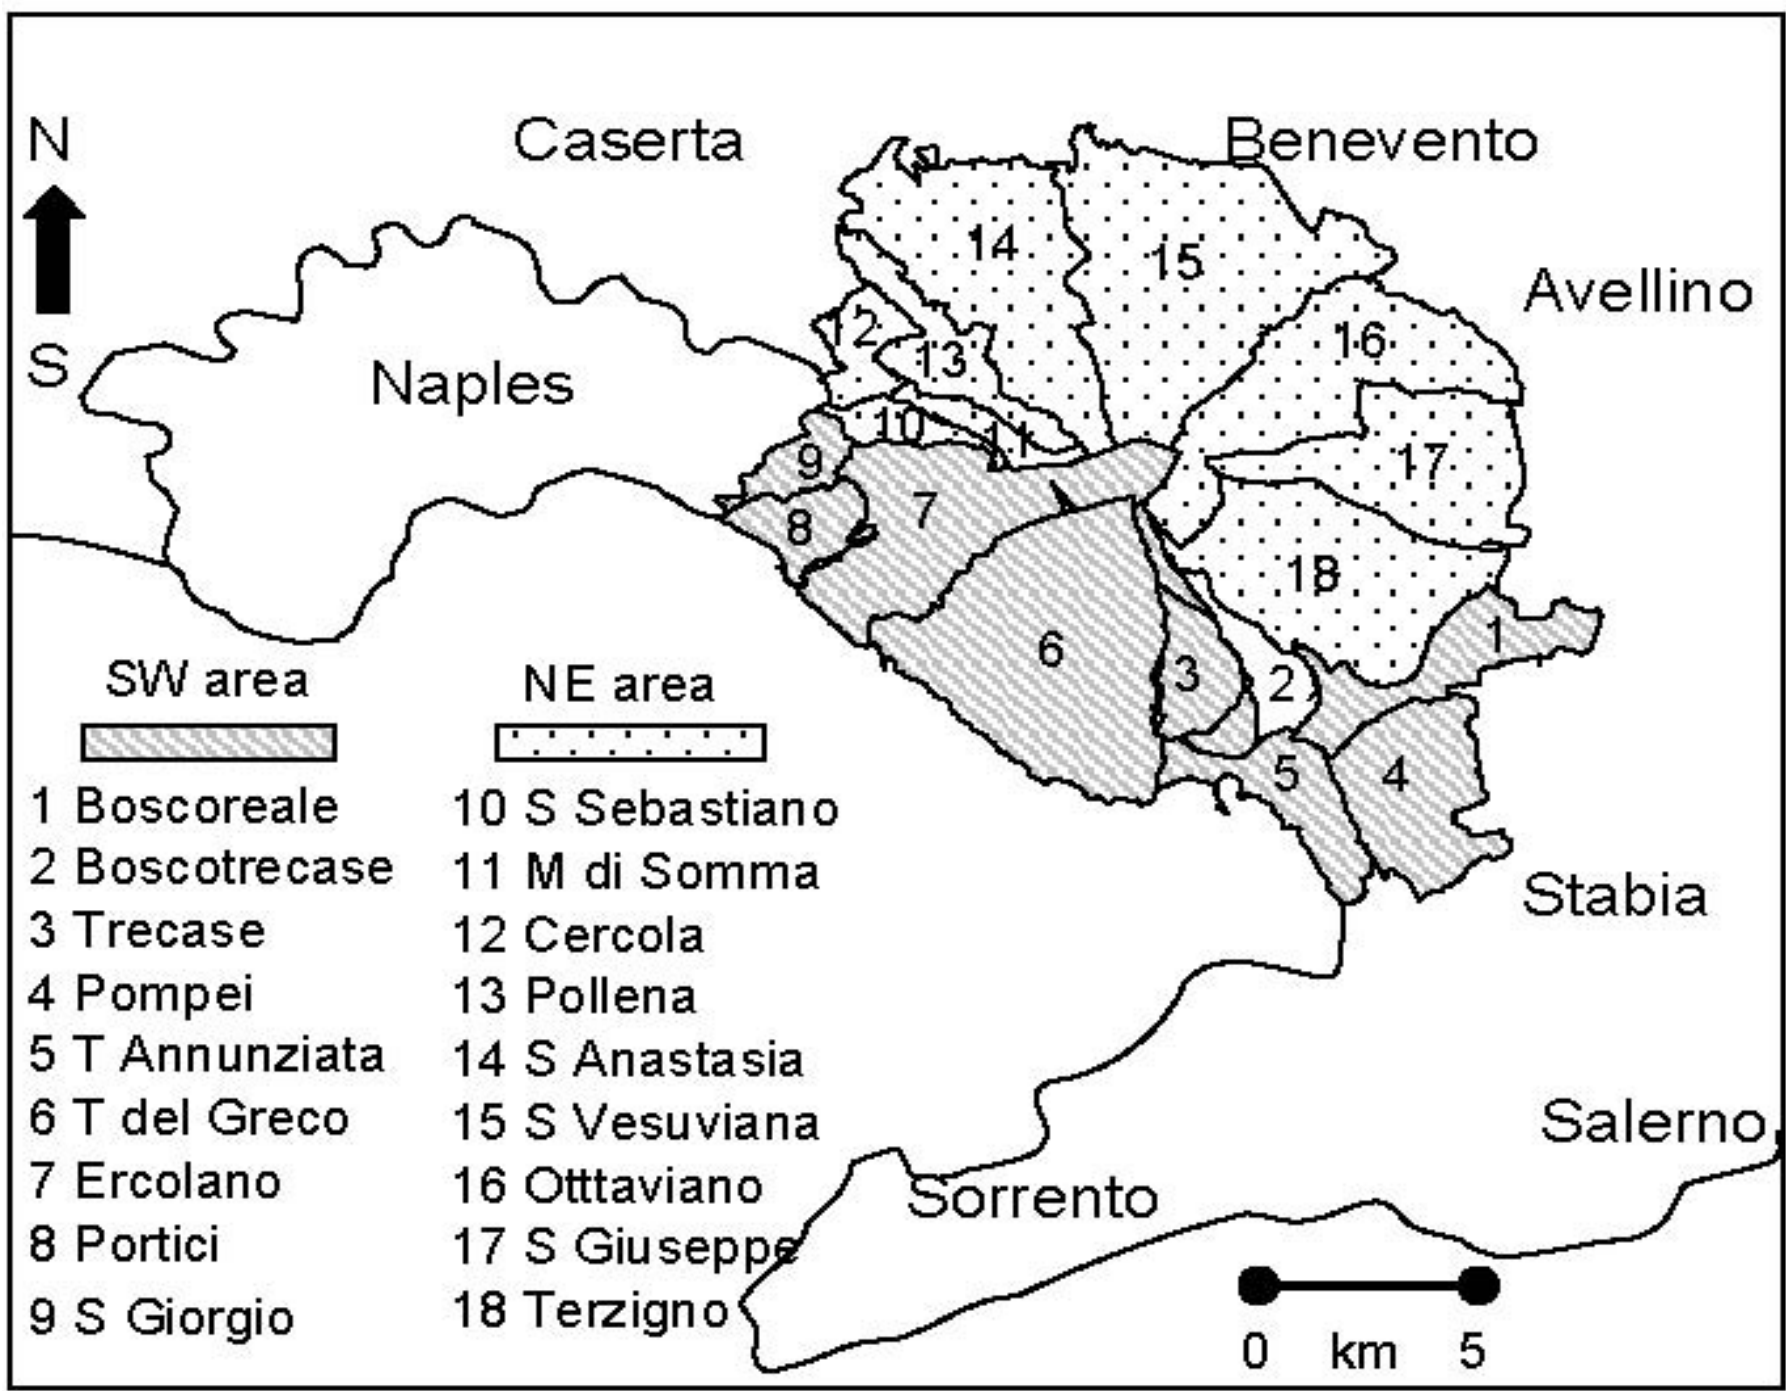 N
Caserta
Benevento
S
Avellino
Naples
14
15
16
12
13
17
10
11
9
7
8
18
6
3
2
1
5
4
Stabia
Salerno
Sorrento
SW area
NE area
1 Boscoreale
2 Boscotrecase
3 Trecase
4 Pompei
5 T Annunziata
6 T del Greco
7 Ercolano
8 Portici
9 S Giorgio
10 S Sebastiano
11 M di Somma
12 Cercola
13 Pollena
14 S Anastasia
15 S Vesuviana
16 Otttaviano
17 S Giuseppe
18 Terzigno
0 km 5